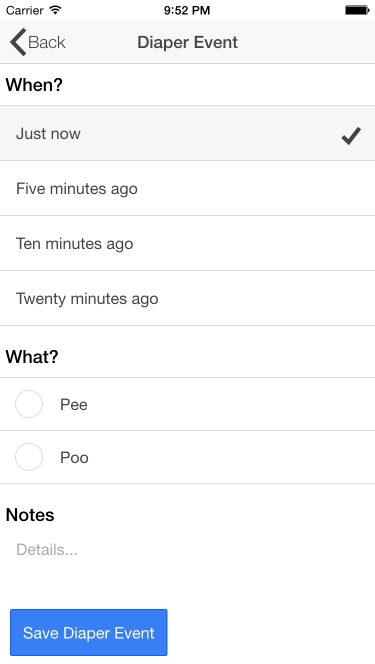 Carrier 9:52 PM
Back Diaper Event
When?
Just now
Five minutes ago
Ten minutes ago
Twenty minutes ago
What?
Pee
Poo
Notes
Details...
Save Diaper Event